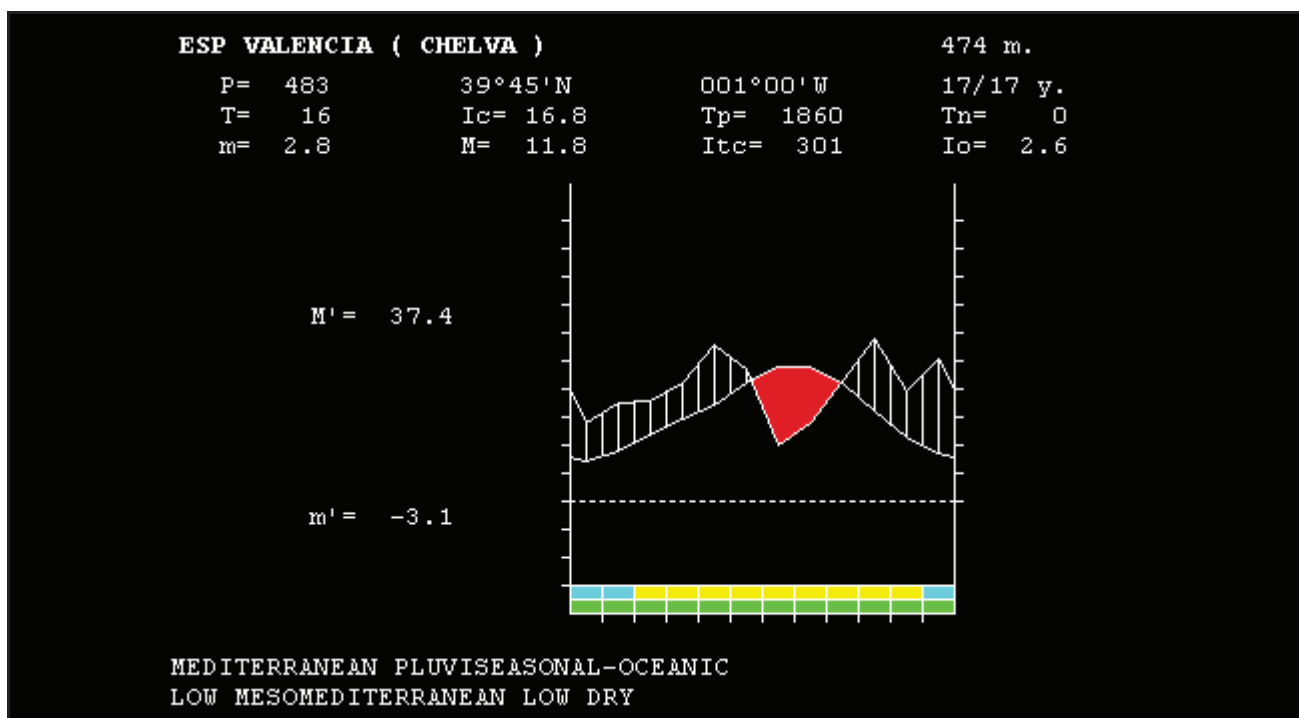 ESP VALENCIA ( CHELVA ) 474 m.
P= 483 39°45'N 001°00'W 17/17 y.
T= 16 Ic= 16.8 Tp= 1860 Tn= 0
m= 2.8 M= 11.8 Itc= 301 Io= 2.6
M'= 37.4
m'= -3.1
MEDITERRANEAN PLUVISEASONAL-OCEANIC
LOW MESOMEDITERRANEAN LOW DRY